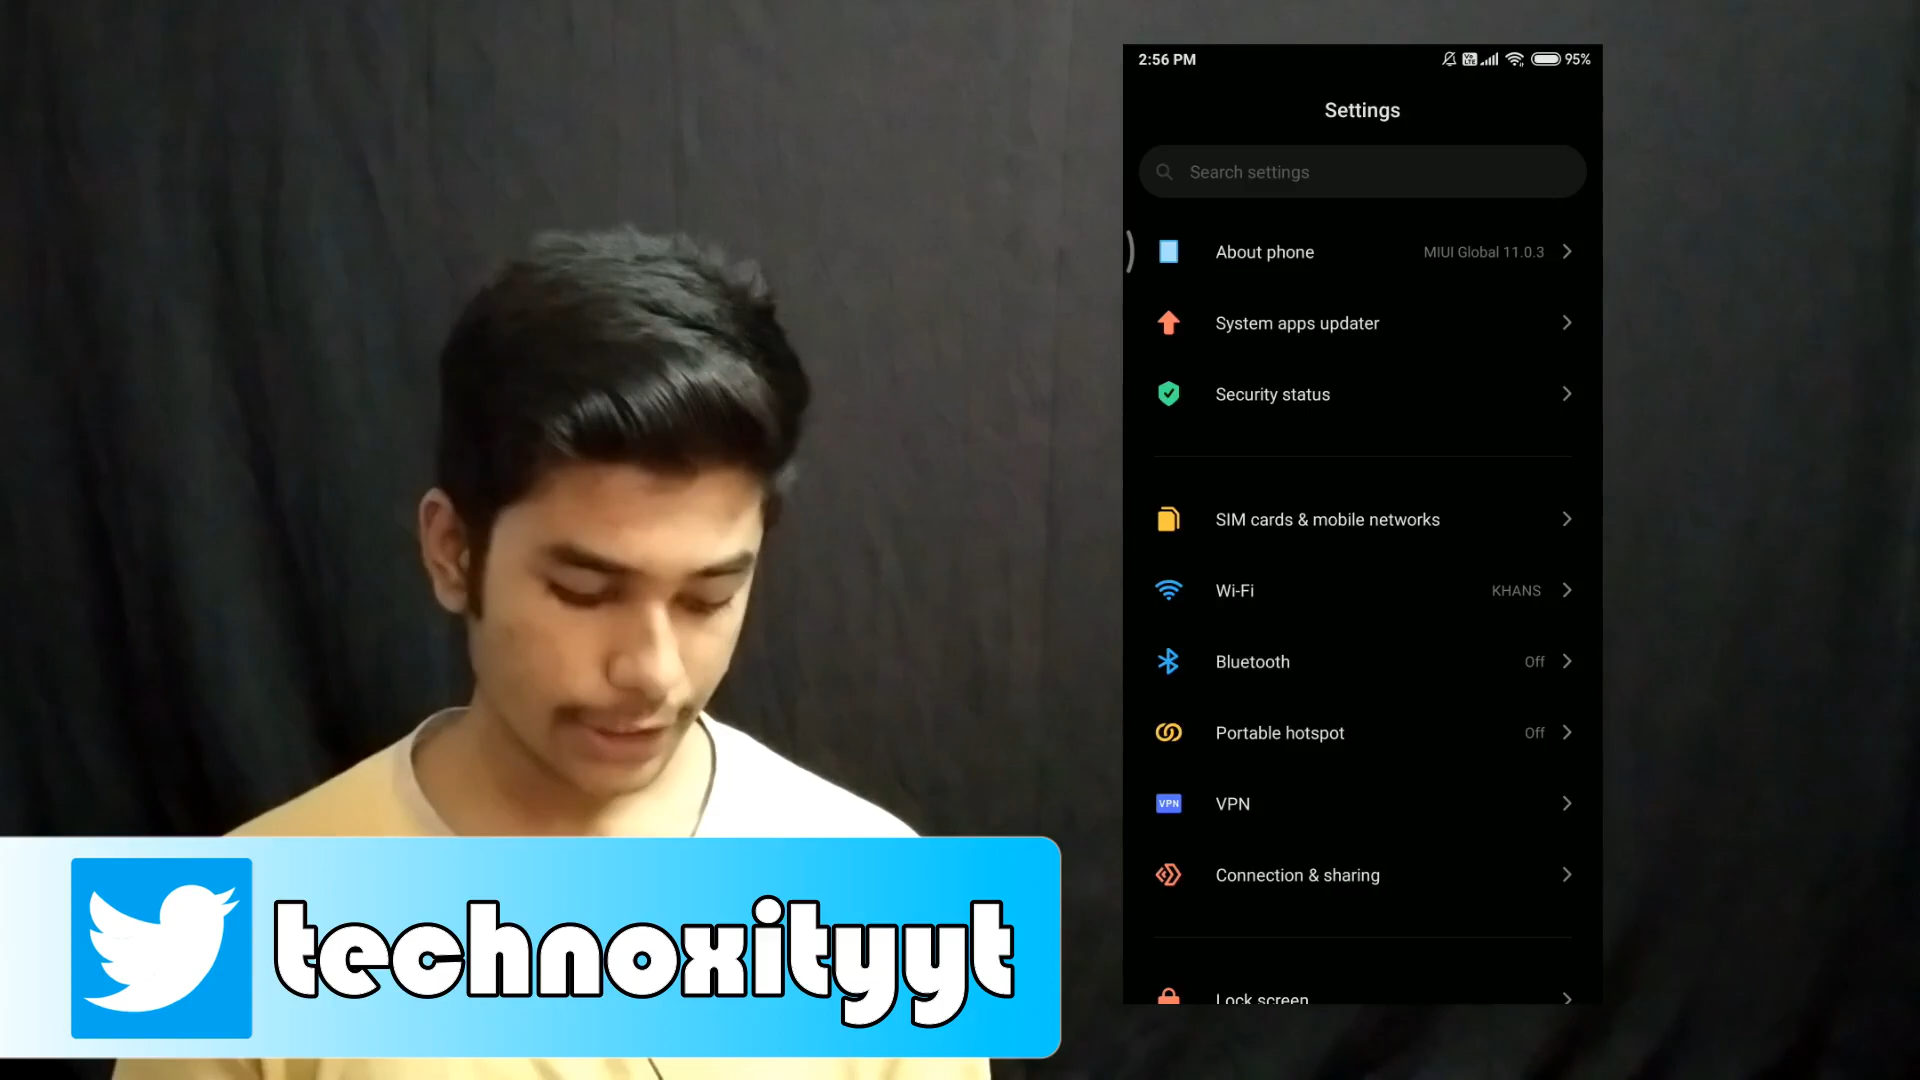 2:56 PM
95%
Settings
Search settings
About phone
MIUI Global 11.0.3
System apps updater
Security status
SIM cards & mobile networks
Wi-Fi
KHANS
Bluetooth
Off
Portable hotspot
Off
VPN
VPN
Connection & sharing
Lock screen
technoxityyt